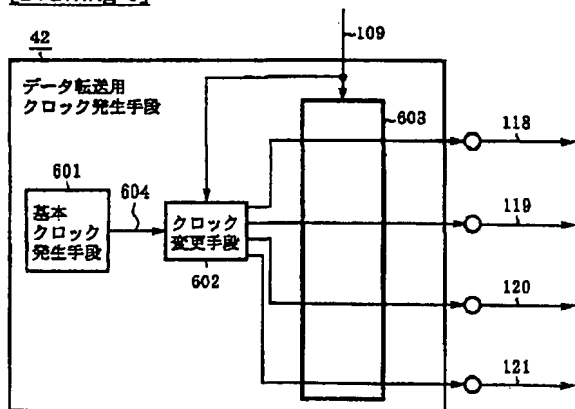 42
109
データ転送用
クロック発生手段
603
118
601
604
基本
クロック
発生手段
クロック
変更手段
602
119
120
121